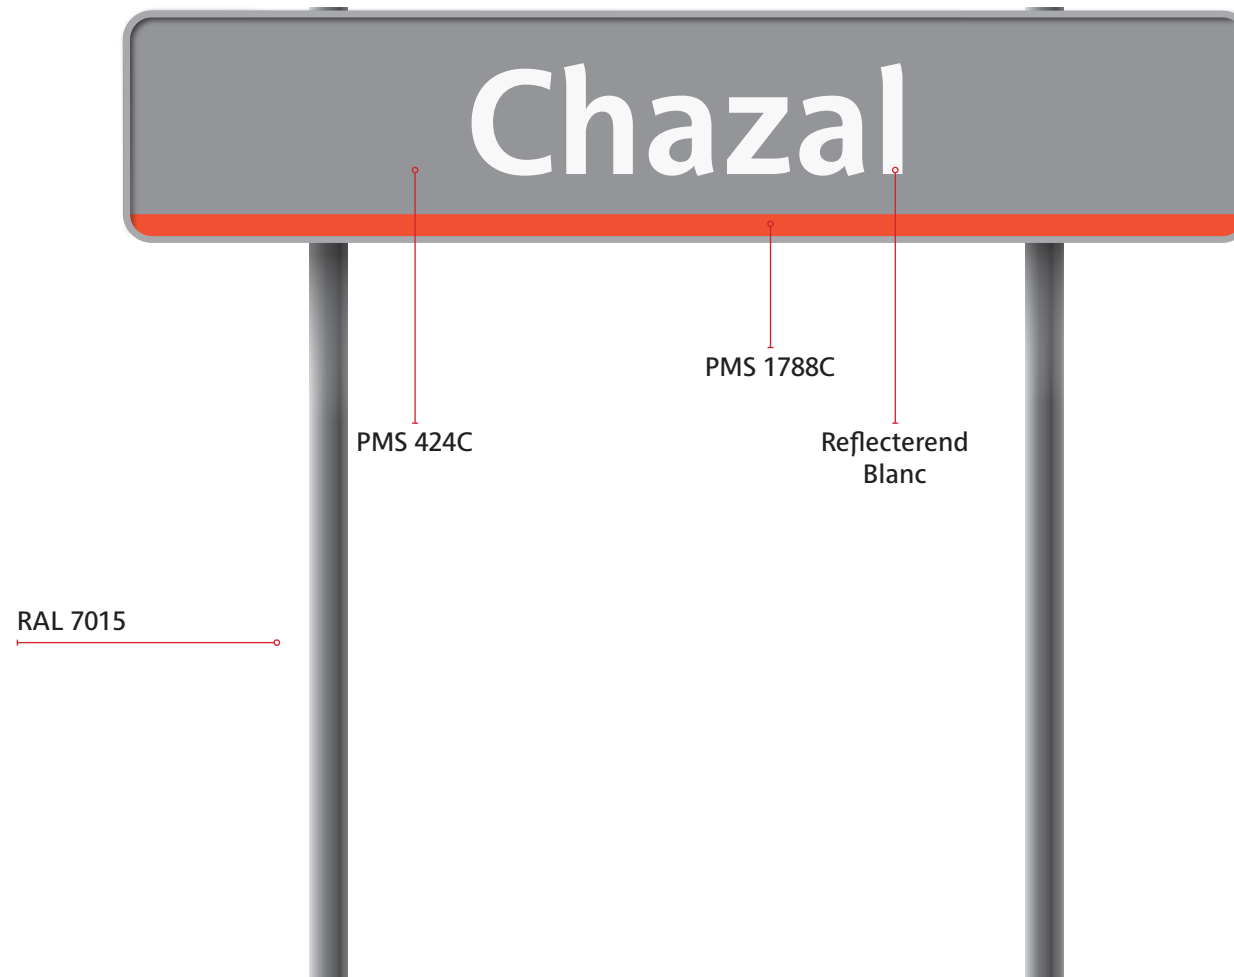 Chazal
PMS 1788C
PMS 424C
Reflecterend
Blanc
RAL 7015